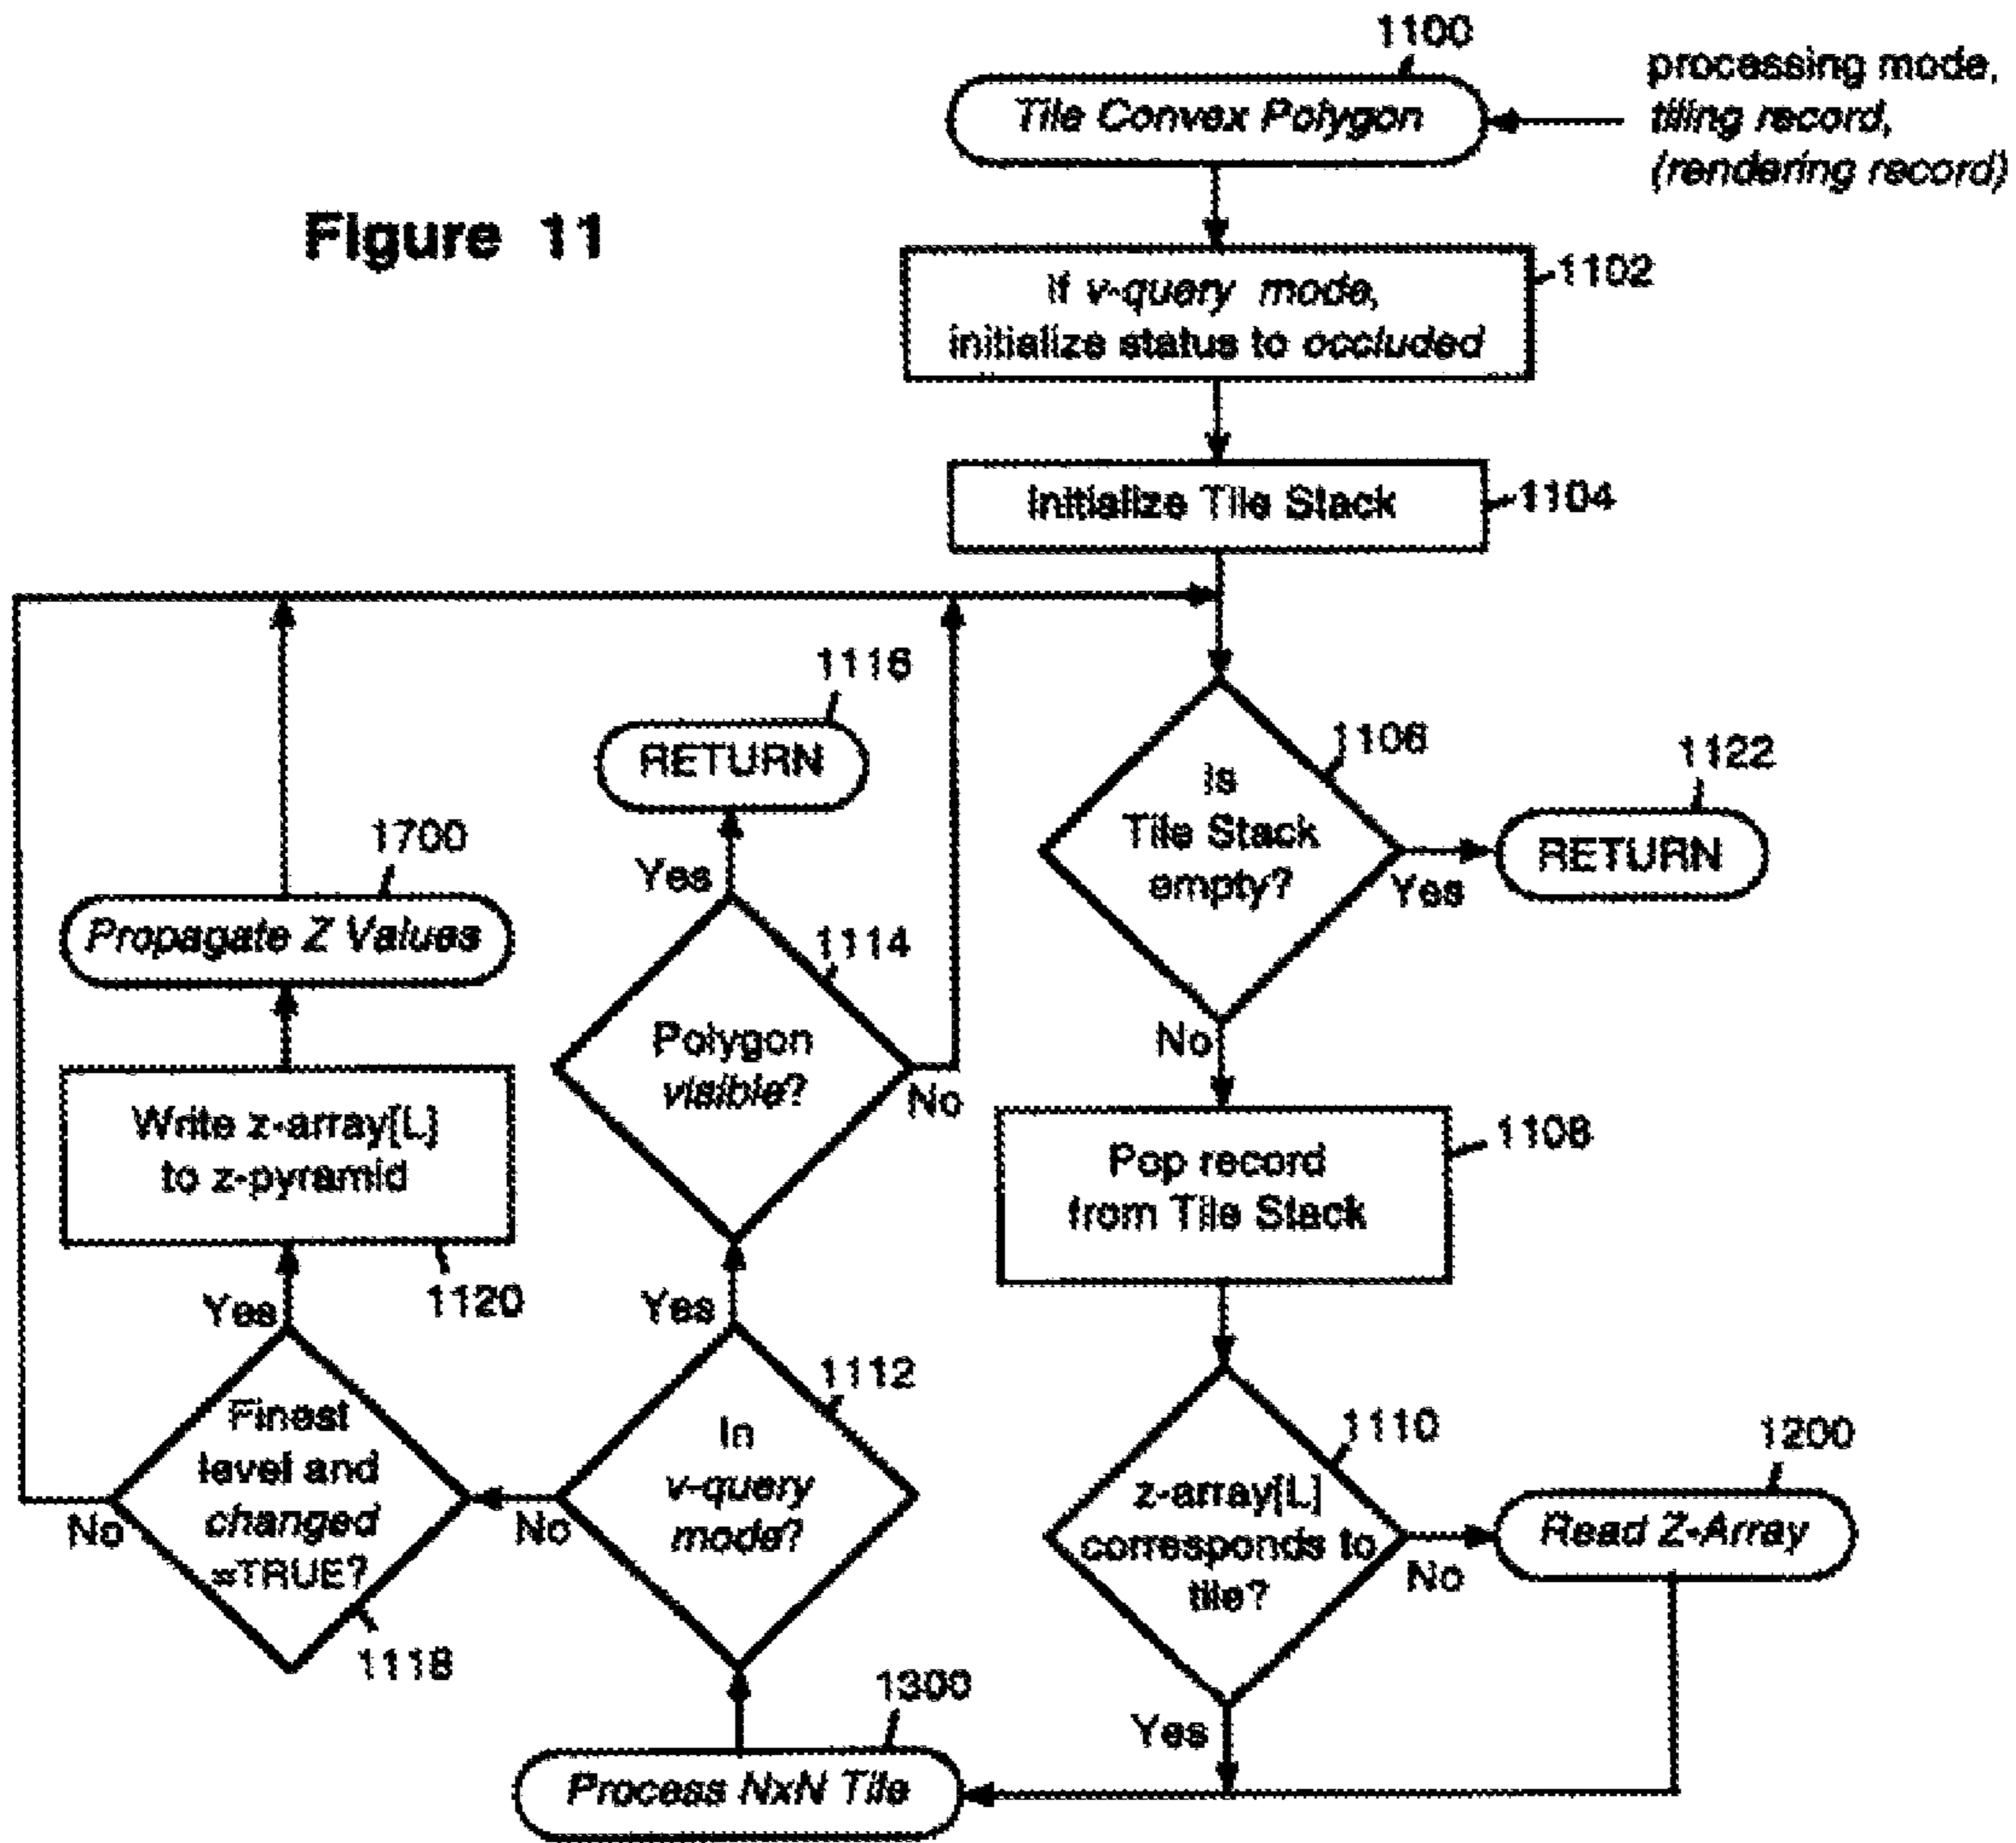 Figure 11
1100
Tile Convex Polygon
processing mode,
tiling record,
(rendering record)
If v-query mode,
initialize status to occluded
1102
Initialize Tile Stack
1104
Is
Tile Stack
empty?
1106
Yes
RETURN
1122
No
Pop record
from Tile Stack
1108
z-array[L]
corresponds to
tile?
1110
No
Read Z-Array
1200
Yes
Process NxN Tile
1300
In
v-query
mode?
1112
Yes
No
Polygon
visible?
1114
Yes
No
RETURN
1116
Finest
level and
changed
=TRUE?
1118
Yes
No
Write z-array[L]
to z-pyramid
1120
Propagate Z Values
1700